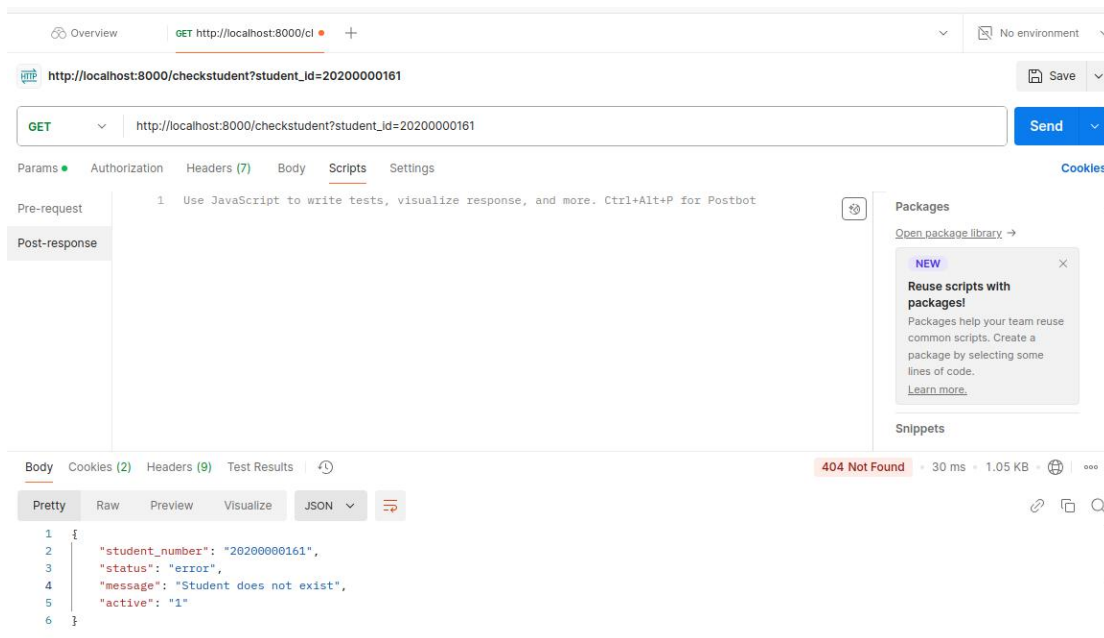 Overview GET http://localhost:8000/cl No environment
HTTP http://localhost:8000/checkstudent?student_id=20200000161 Save
GET http://localhost:8000/checkstudent?student_id=20200000161 Send
Params Authorization Headers (7) Body Scripts Settings Cookies
Pre-request
Post-response
1 Use JavaScript to write tests, visualize response, and more. Ctrl+Alt+P for Postbot
Packages
Open package library →
NEW
Reuse scripts with
packages!
Packages help your team reuse
common scripts. Create a
package by selecting some
lines of code.
Learn more.
Snippets
Body Cookies (2) Headers (9) Test Results 404 Not Found 30 ms 1.05 KB
Pretty Raw Preview Visualize JSON
1 {
2 "student_number": "20200000161",
3 "status": "error",
4 "message": "Student does not exist",
5 "active": "1"
6 }